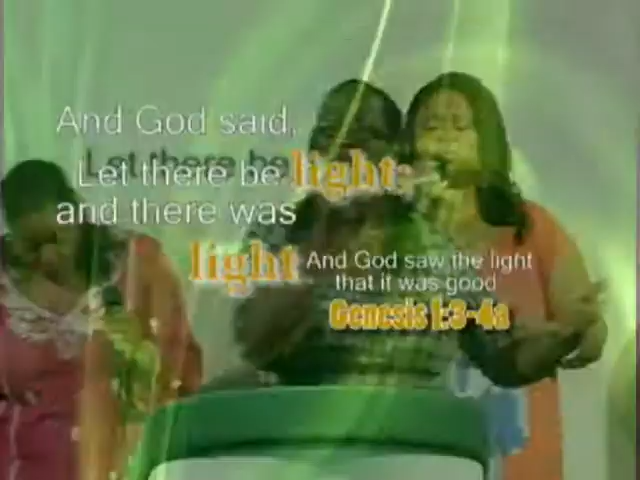 And God said,
Let there be light;
and there was
light
And God saw the light
that it was good
Genesis 1:3-4a